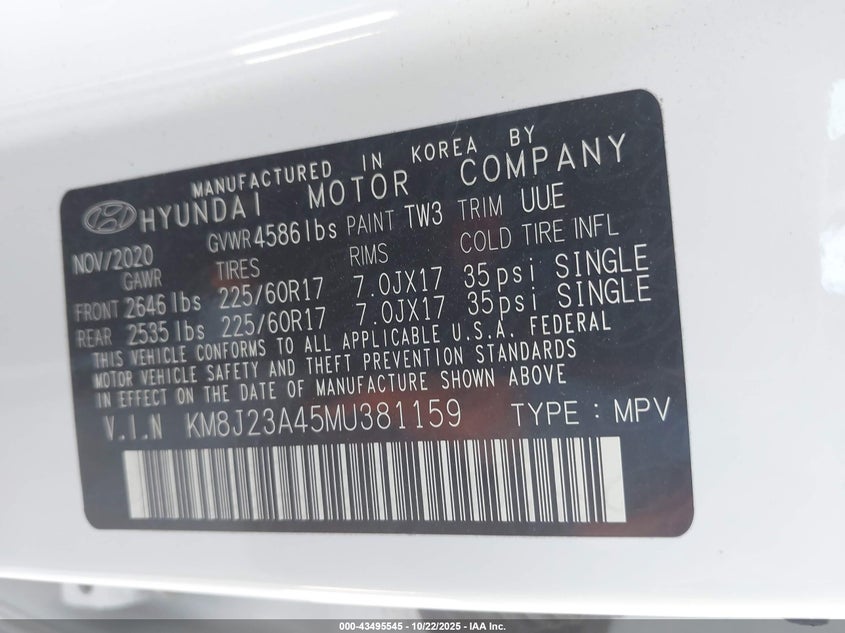 MANUFACTURED IN KOREA BY
HYUNDAI MOTOR COMPANY
NOV/2020 GVWR 4586 lbs PAINT TW3 TRIM UUE
GAWR TIRES RIMS COLD TIRE INFL
FRONT 2646 lbs 225/60R17 7.0JX17 35psi SINGLE
REAR 2535 lbs 225/60R17 7.0JX17 35psi SINGLE
THIS VEHICLE CONFORMS TO ALL APPLICABLE U.S.A. FEDERAL
MOTOR VEHICLE SAFETY AND THEFT PREVENTION STANDARDS
IN EFFECT ON THE DATE OF MANUFACTURE SHOWN ABOVE
V.I.N KM8J23A45MU381159 TYPE : MPV
000-43495545 - 10/22/2025 - IAA Inc.